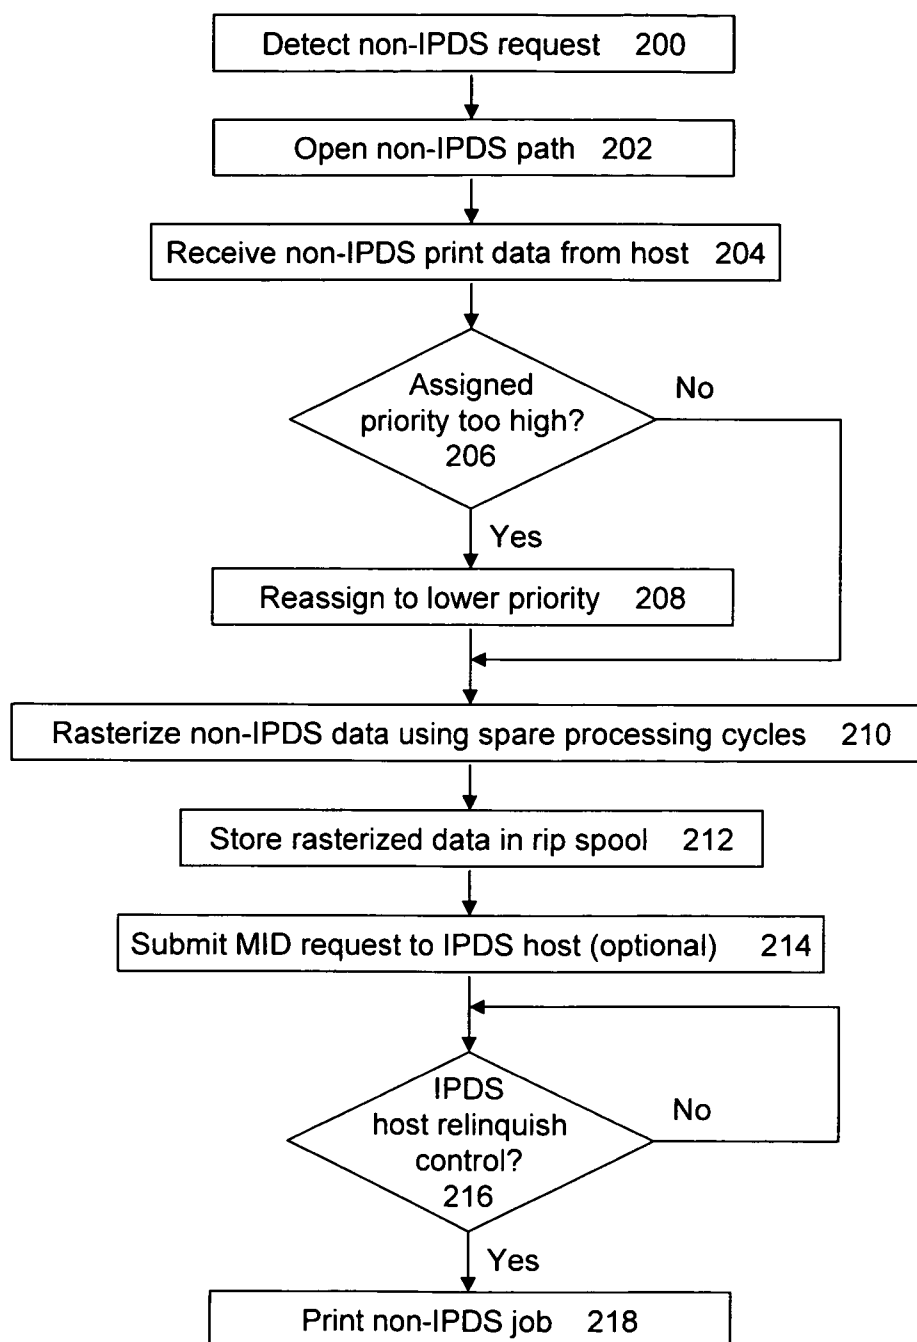 Detect non-IPDS request 200
Open non-IPDS path 202
Receive non-IPDS print data from host 204
Assigned
priority too high?
206
No
Yes
Reassign to lower priority 208
Rasterize non-IPDS data using spare processing cycles 210
Store rasterized data in rip spool 212
Submit MID request to IPDS host (optional) 214
IPDS
host relinquish
control?
216
No
Yes
Print non-IPDS job 218